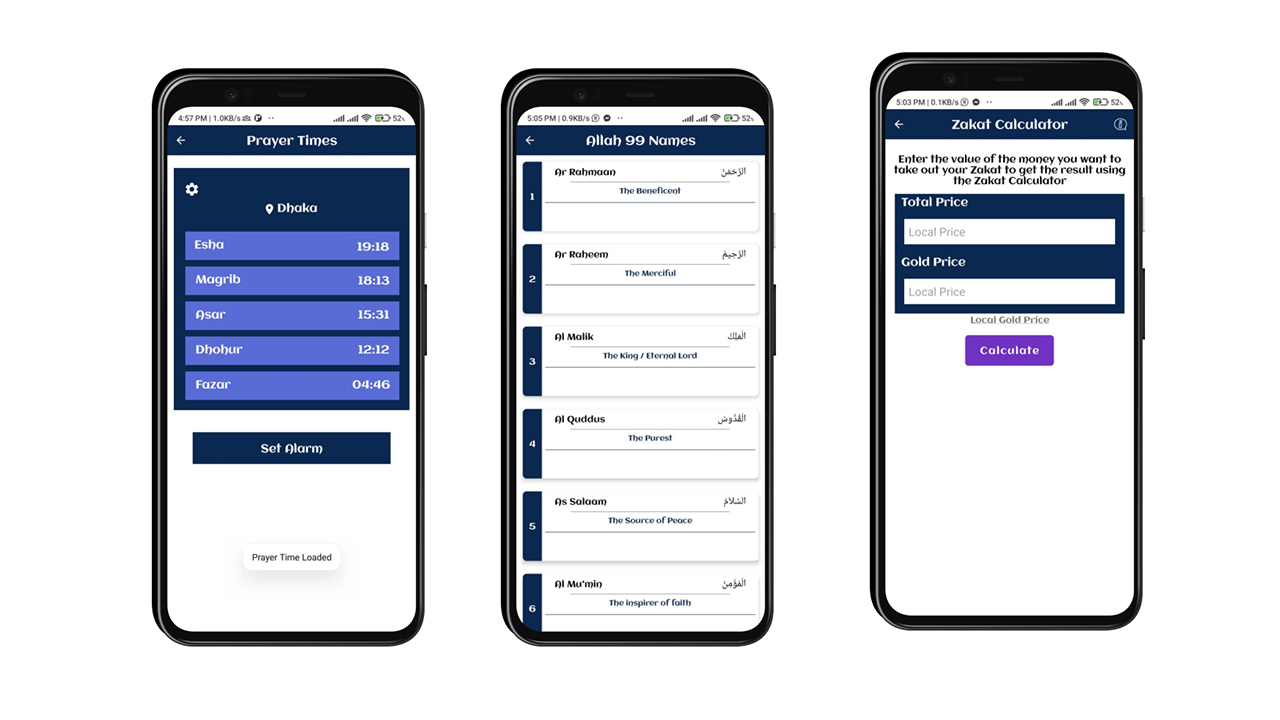 4:57 PM | 1.0KB/s
52%
Prayer Times
Dhaka
Esha 19:18
Magrib 18:13
Asar 15:31
Dhohur 12:12
Fazar 04:46
Set Alarm
Prayer Time Loaded
5:05 PM | 0.9KB/s
52%
Allah 99 Names
1
Ar Rahmaan الرَّحْمَنُ
The Beneficent
2
Ar Raheem الرَّحِيمُ
The Merciful
3
Al Malik الْمَلِكُ
The King / Eternal Lord
4
Al Quddus الْقُدُّوسُ
The Purest
5
As Salaam السَّلاَمُ
The Source of Peace
6
Al Mu'min الْمُؤْمِنُ
The inspirer of faith
5:03 PM | 0.1KB/s
52%
Zakat Calculator
Enter the value of the money you want to
take out your Zakat to get the result using
the Zakat Calculator
Total Price
Local Price
Gold Price
Local Price
Local Gold Price
Calculate